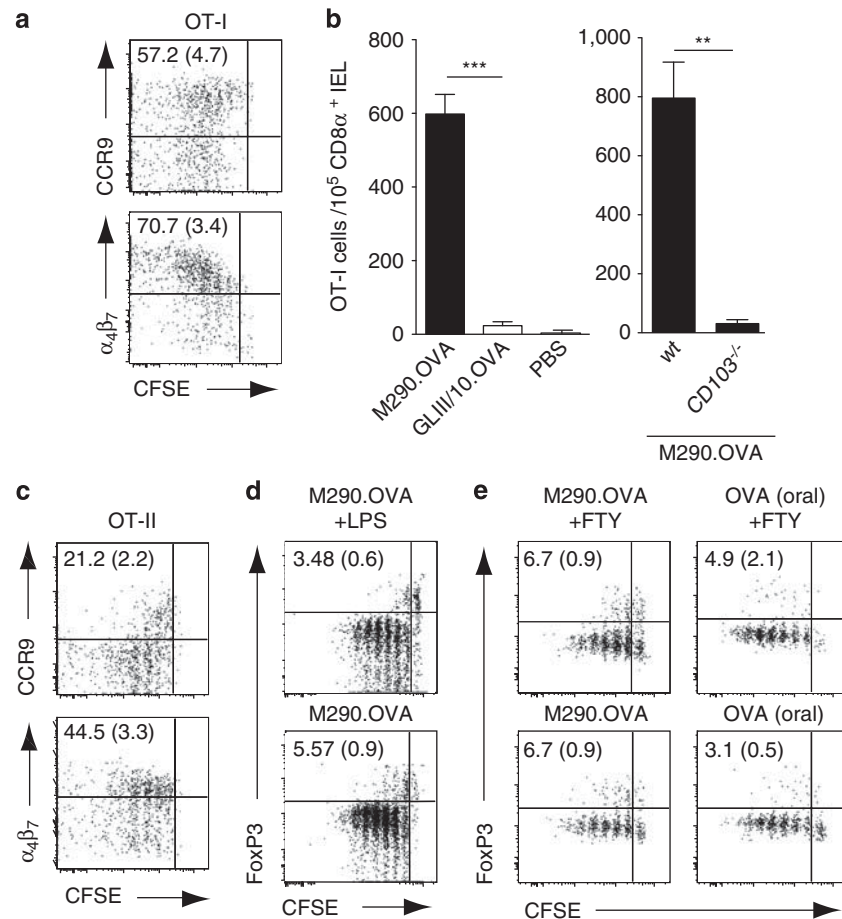 a
OT-I
57.2 (4.7)
CCR9
70.7 (3.4)
α4β7
CFSE
b
OT-I cells /10⁵ CD8α⁺ IEL
800
600
400
200
0
***
M290.OVA
GLIII/10.OVA
PBS
1,000
800
600
400
200
0
**
wt
CD103⁻/⁻
M290.OVA
c
OT-II
21.2 (2.2)
CCR9
44.5 (3.3)
α4β7
CFSE
d
M290.OVA
+LPS
3.48 (0.6)
M290.OVA
5.57 (0.9)
FoxP3
CFSE
e
M290.OVA
+FTY
6.7 (0.9)
OVA (oral)
+FTY
4.9 (2.1)
M290.OVA
6.7 (0.9)
OVA (oral)
3.1 (0.5)
FoxP3
CFSE